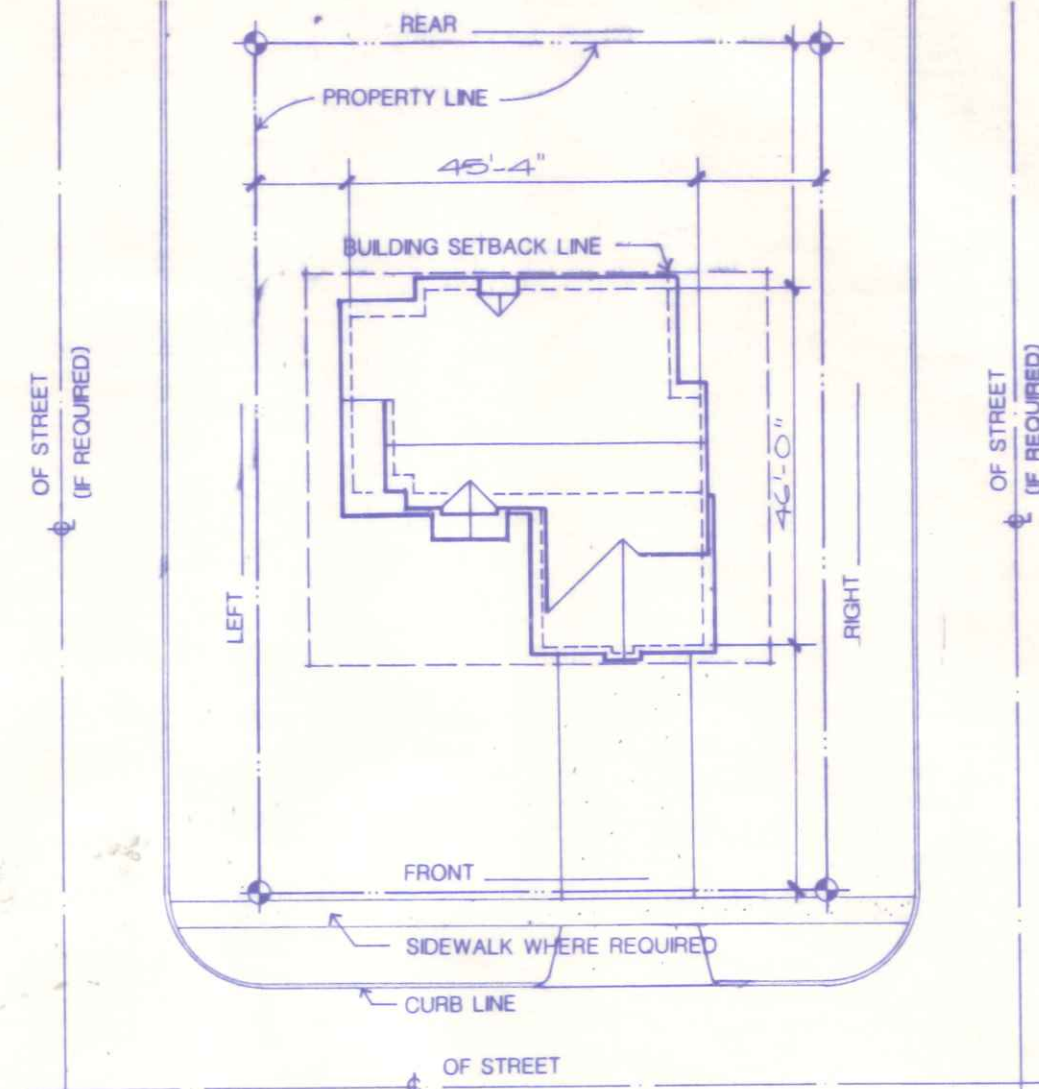 REAR
PROPERTY LINE
45'-4"
BUILDING SETBACK LINE
OF STREET
(IF REQUIRED)
℄
LEFT
46'-0"
RIGHT
OF STREET
(IF REQUIRED)
℄
FRONT
SIDEWALK WHERE REQUIRED
CURB LINE
℄ OF STREET